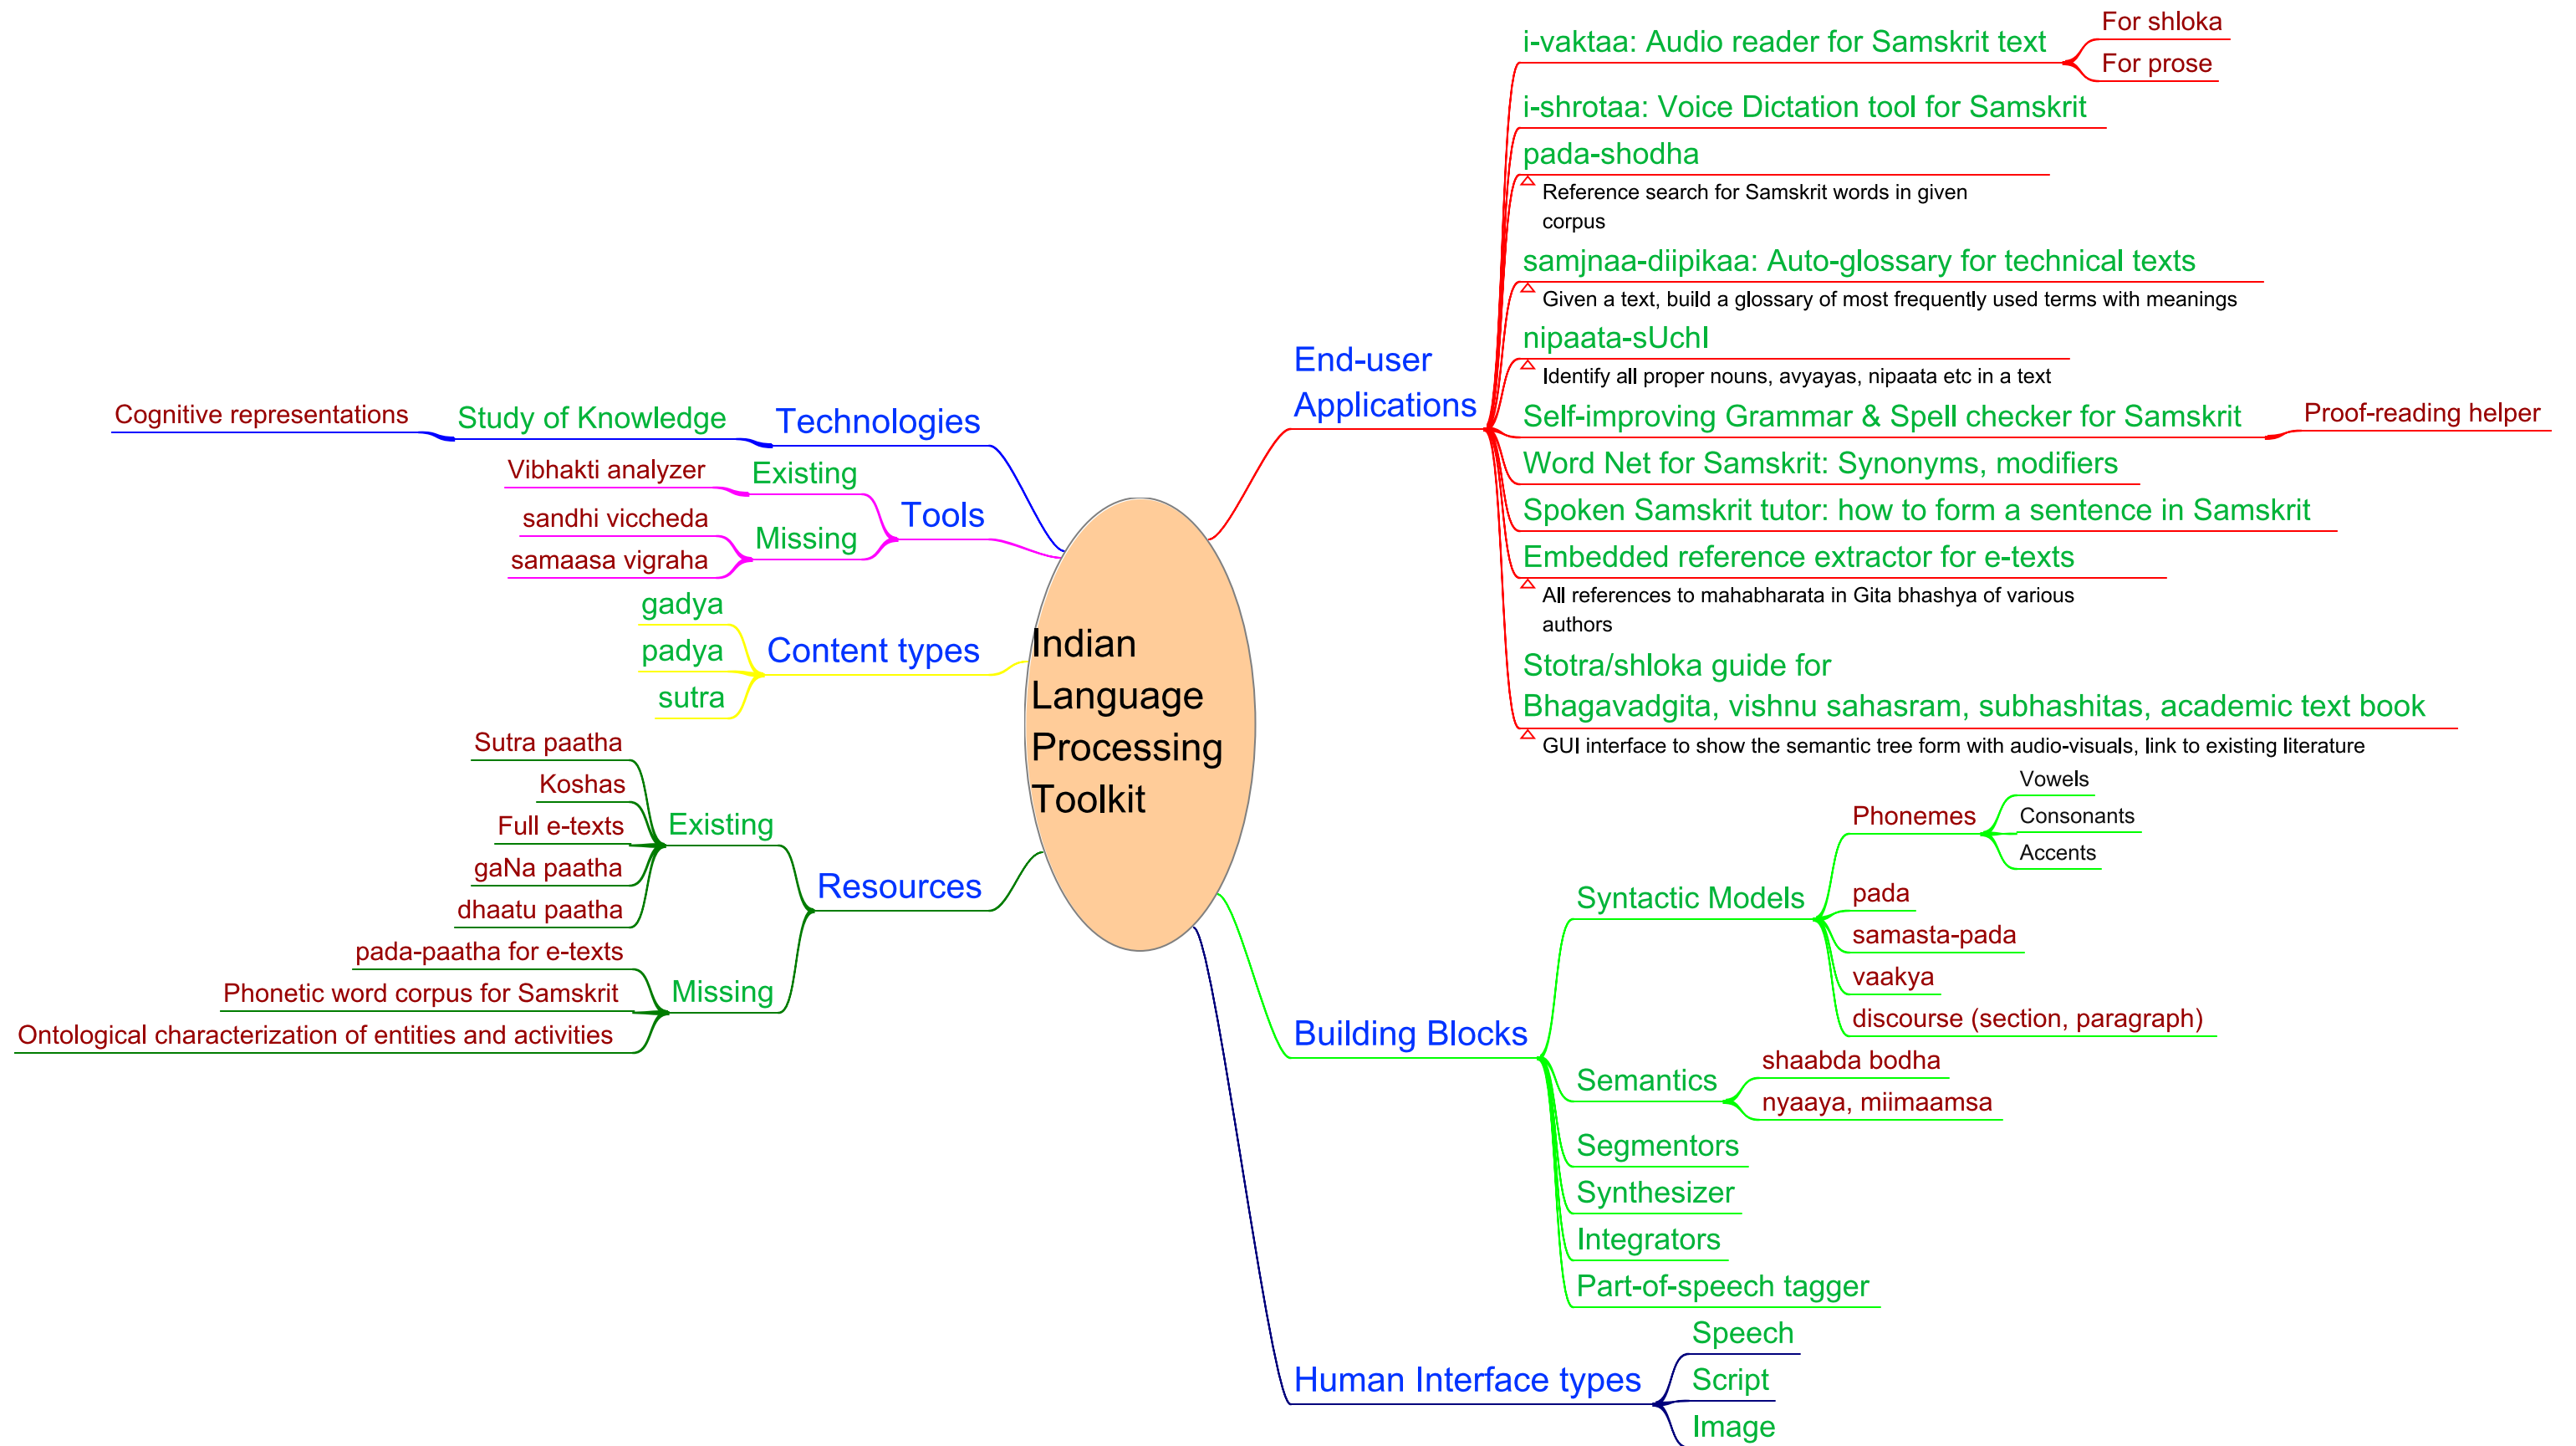 Indian
Language
Processing
Toolkit
End-user
Applications
i-vaktaa: Audio reader for Samskrit text
For shloka
For prose
i-shrotaa: Voice Dictation tool for Samskrit
pada-shodha
Reference search for Samskrit words in given
corpus
samjnaa-diipikaa: Auto-glossary for technical texts
Given a text, build a glossary of most frequently used terms with meanings
nipaata-sUchI
Identify all proper nouns, avyayas, nipaata etc in a text
Self-improving Grammar & Spell checker for Samskrit
Proof-reading helper
Word Net for Samskrit: Synonyms, modifiers
Spoken Samskrit tutor: how to form a sentence in Samskrit
Embedded reference extractor for e-texts
All references to mahabharata in Gita bhashya of various
authors
Stotra/shloka guide for
Bhagavadgita, vishnu sahasram, subhashitas, academic text book
GUI interface to show the semantic tree form with audio-visuals, link to existing literature
Building Blocks
Syntactic Models
Phonemes
Vowels
Consonants
Accents
pada
samasta-pada
vaakya
discourse (section, paragraph)
Semantics
shaabda bodha
nyaaya, miimaamsa
Segmentors
Synthesizer
Integrators
Part-of-speech tagger
Human Interface types
Speech
Script
Image
Technologies
Study of Knowledge
Cognitive representations
Tools
Existing
Vibhakti analyzer
Missing
sandhi viccheda
samaasa vigraha
Content types
gadya
padya
sutra
Resources
Existing
Sutra paatha
Koshas
Full e-texts
gaNa paatha
dhaatu paatha
Missing
pada-paatha for e-texts
Phonetic word corpus for Samskrit
Ontological characterization of entities and activities